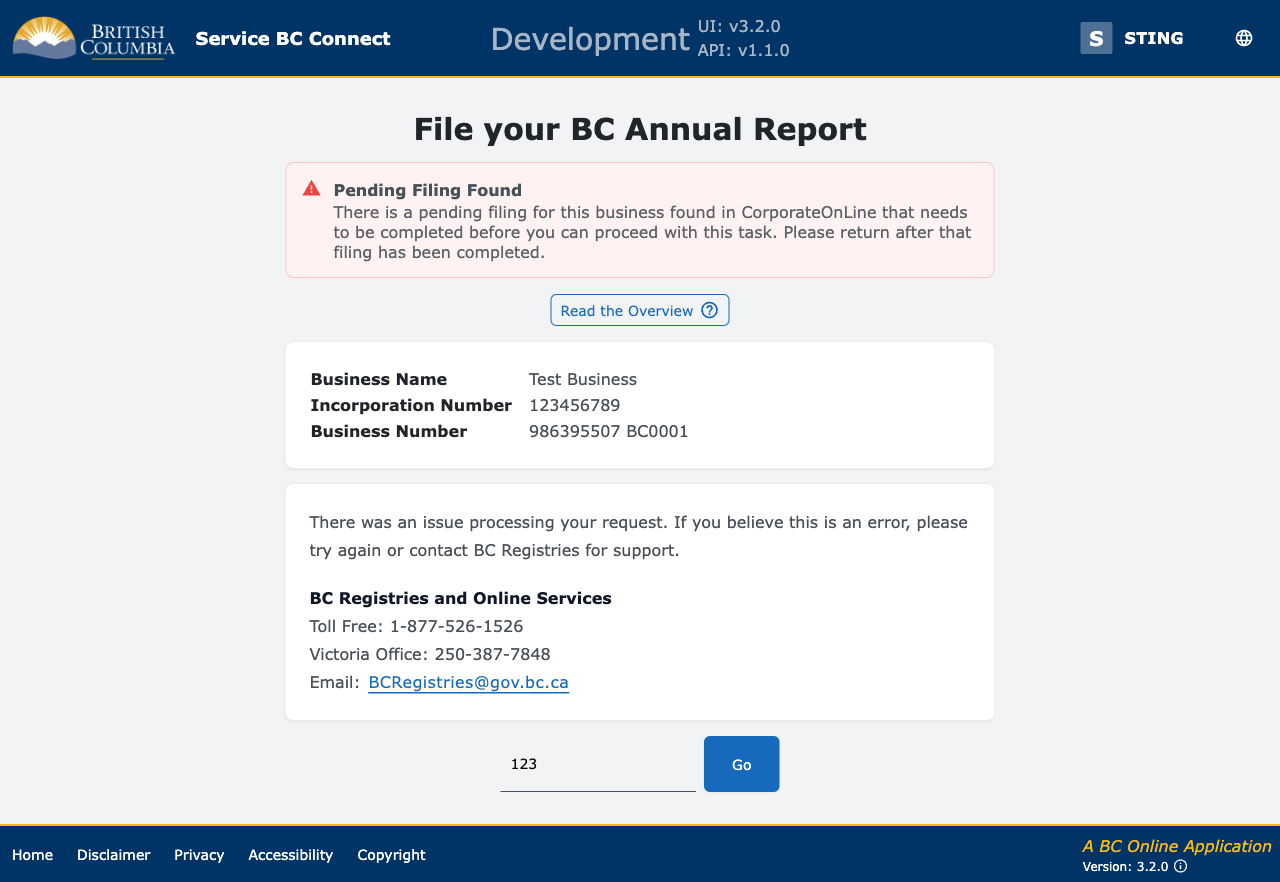 BRITISH
COLUMBIA
Service BC Connect
Development
UI: v3.2.0
API: v1.1.0
S STING
File your BC Annual Report
Pending Filing Found
There is a pending filing for this business found in CorporateOnLine that needs
to be completed before you can proceed with this task. Please return after that
filing has been completed.
Read the Overview
Business Name Test Business
Incorporation Number 123456789
Business Number 986395507 BC0001
There was an issue processing your request. If you believe this is an error, please
try again or contact BC Registries for support.
BC Registries and Online Services
Toll Free: 1-877-526-1526
Victoria Office: 250-387-7848
Email: BCRegistries@gov.bc.ca
123 Go
Home Disclaimer Privacy Accessibility Copyright
A BC Online Application
Version: 3.2.0